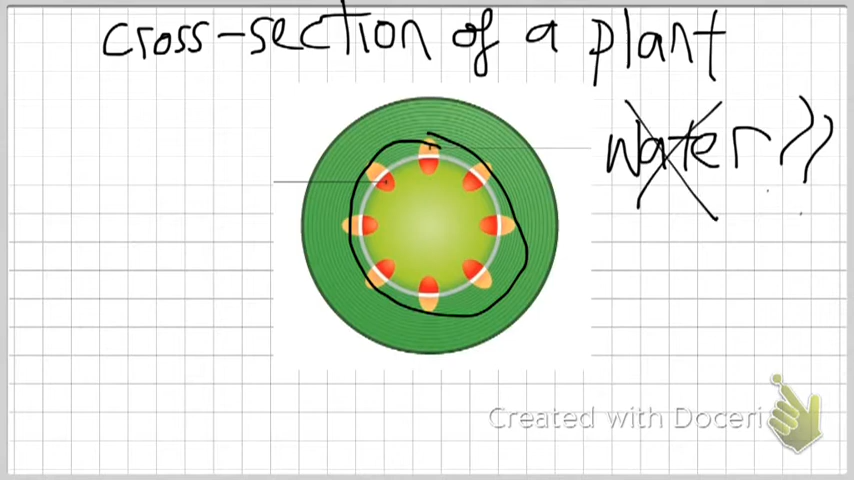 cross-section of a plant
water
Created with Doceri